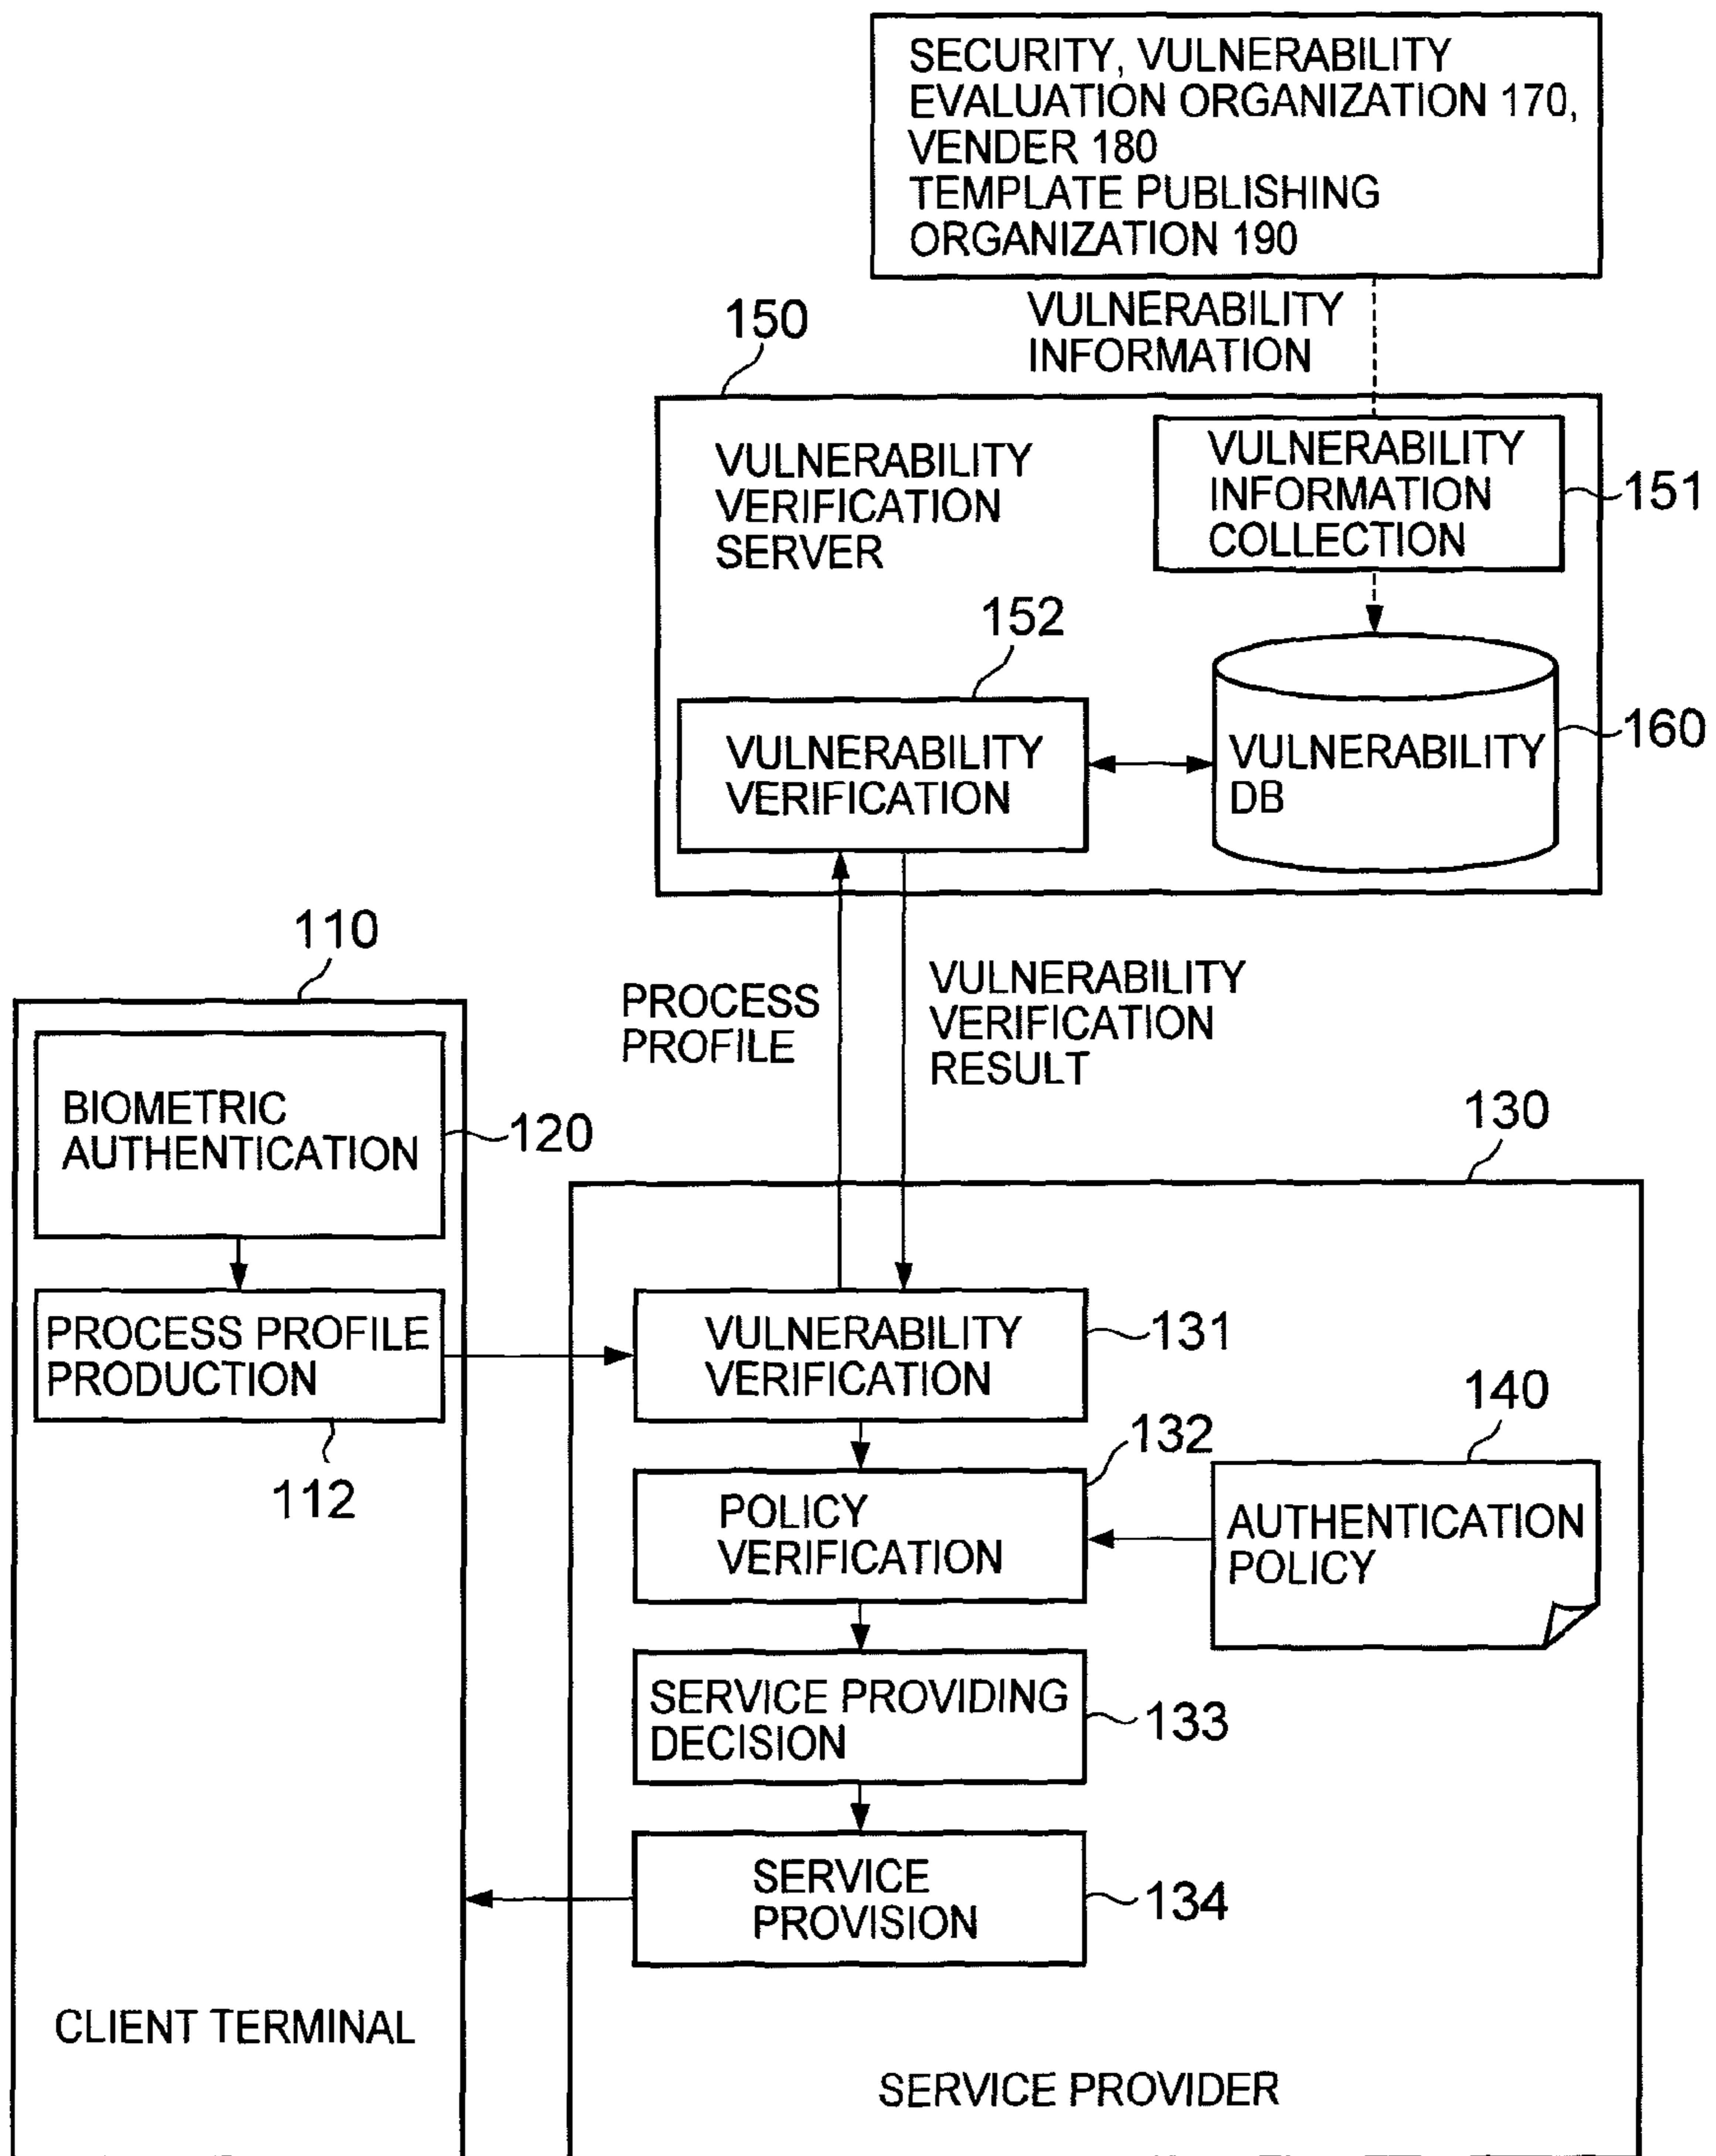 SECURITY, VULNERABILITY
EVALUATION ORGANIZATION 170,
VENDER 180
TEMPLATE PUBLISHING
ORGANIZATION 190
VULNERABILITY
INFORMATION
150
VULNERABILITY
VERIFICATION
SERVER
VULNERABILITY
INFORMATION
COLLECTION
151
152
VULNERABILITY
VERIFICATION
VULNERABILITY
DB
160
110
PROCESS
PROFILE
VULNERABILITY
VERIFICATION
RESULT
BIOMETRIC
AUTHENTICATION
120
130
PROCESS PROFILE
PRODUCTION
112
VULNERABILITY
VERIFICATION
131
132
140
POLICY
VERIFICATION
AUTHENTICATION
POLICY
SERVICE PROVIDING
DECISION
133
SERVICE
PROVISION
134
CLIENT TERMINAL
SERVICE PROVIDER